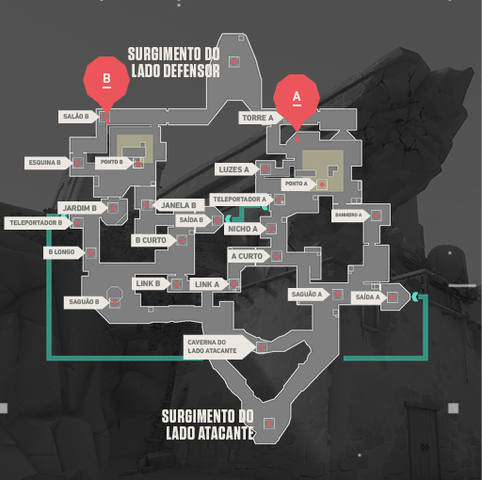 SURGIMENTO DO
LADO DEFENSOR
B
A
SALÃO B
TORRE A
ESQUINA B
PONTO B
LUZES A
PONTO A
JARDIM B
JANELA B
TELEPORTADOR A
TELEPORTADOR B
SAÍDA B
BANHEIRO A
NICHO A
B CURTO
B LONGO
A CURTO
LINK B
LINK A
SAGUÃO B
SAGUÃO A
SAÍDA A
CAVERNA DO
LADO ATACANTE
SURGIMENTO DO
LADO ATACANTE